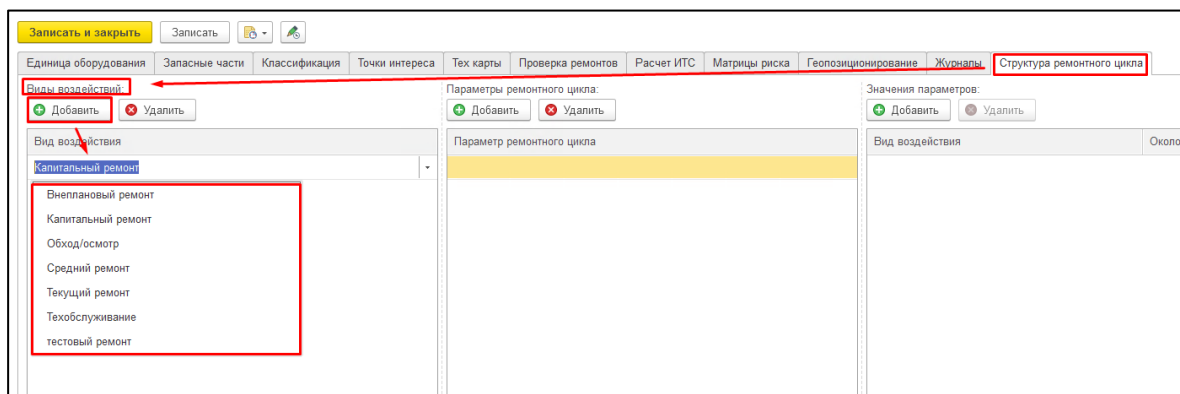 Записать и закрыть Записать
Единица оборудования Запасные части Классификация Точки интереса Тех карты Проверка ремонтов Расчет ИТС Матрицы риска Геопозиционирование Журналы Структура ремонтного цикла
Виды воздействий: Параметры ремонтного цикла: Значения параметров:
Добавить Удалить Добавить Удалить Добавить Удалить
Вид воздействия Параметр ремонтного цикла Вид воздействия Около
Капитальный ремонт
Внеплановый ремонт
Капитальный ремонт
Обход/осмотр
Средний ремонт
Текущий ремонт
Техобслуживание
тестовый ремонт